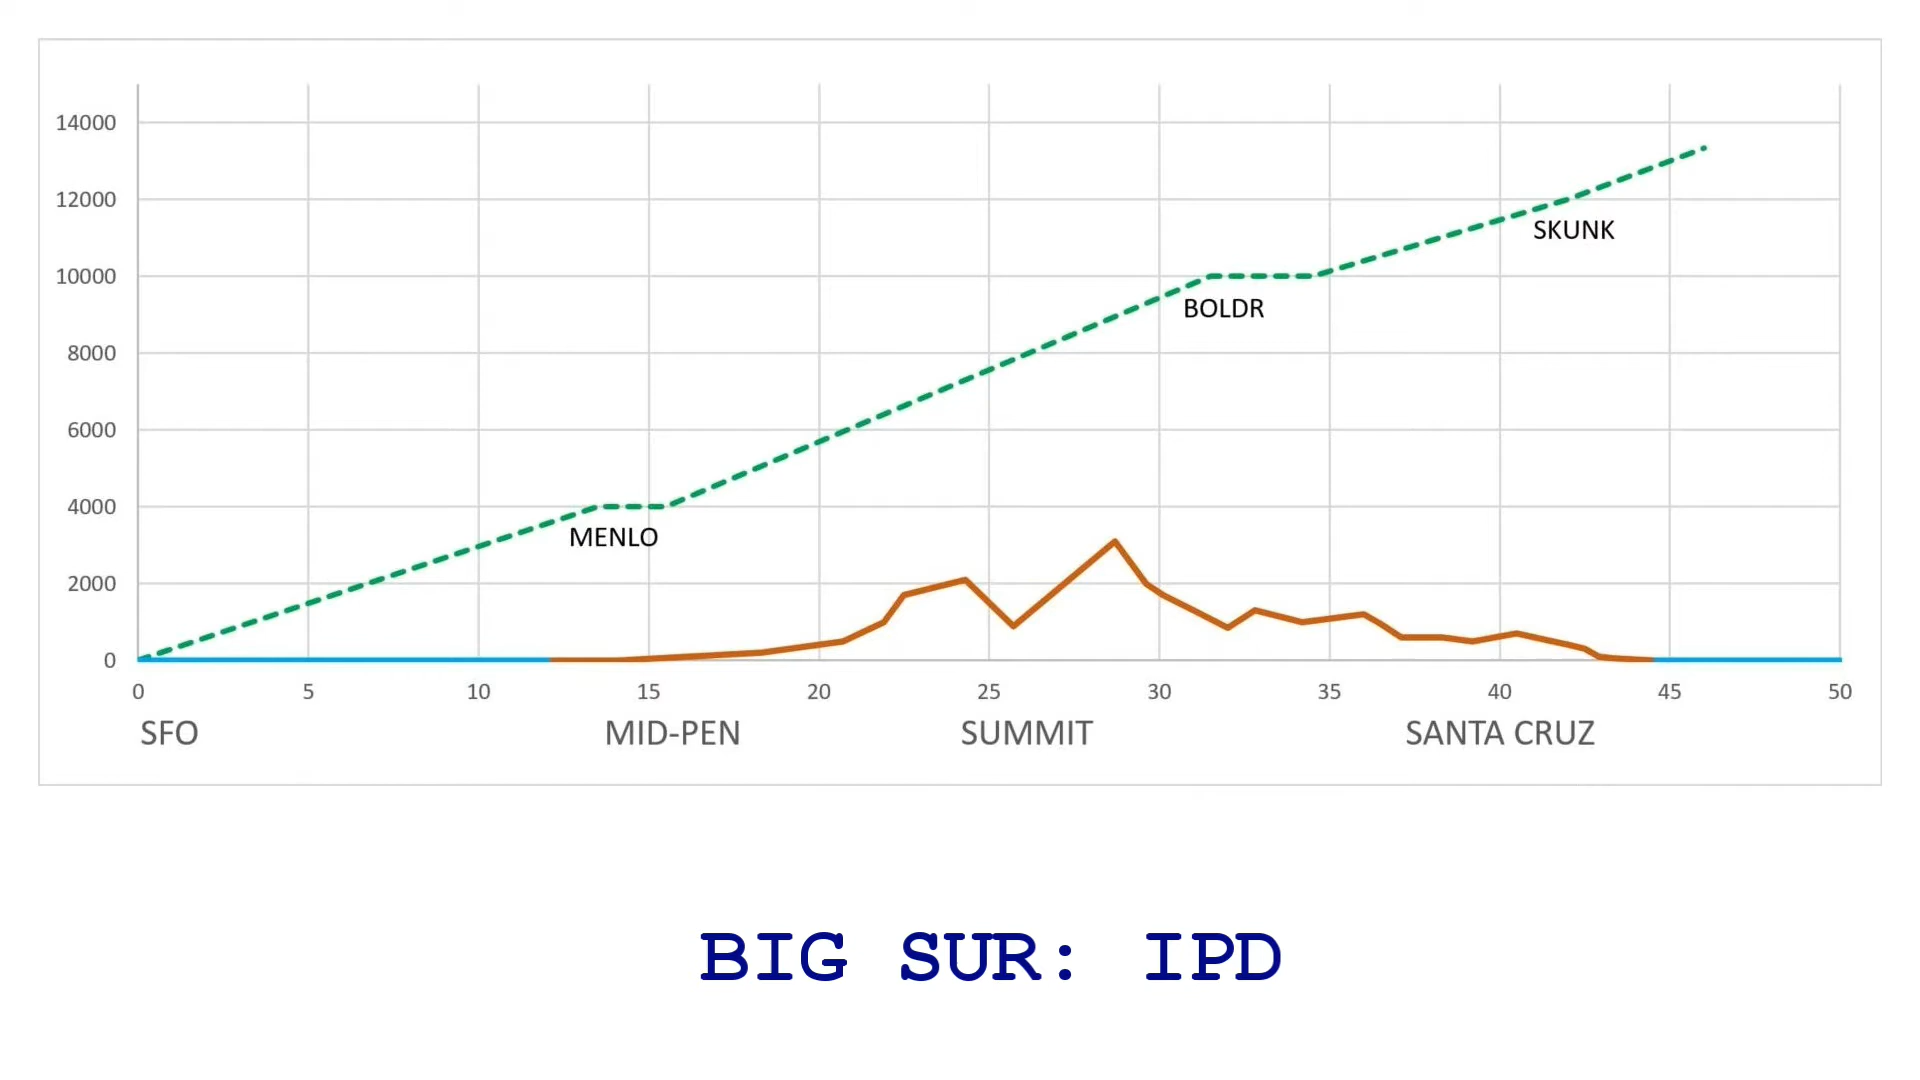 14000
12000
SKUNK
10000
BOLDR
8000
6000
4000
MENLO
2000
0
0 5 10 15 20 25 30 35 40 45 50
SFO MID-PEN SUMMIT SANTA CRUZ
BIG SUR: IPD